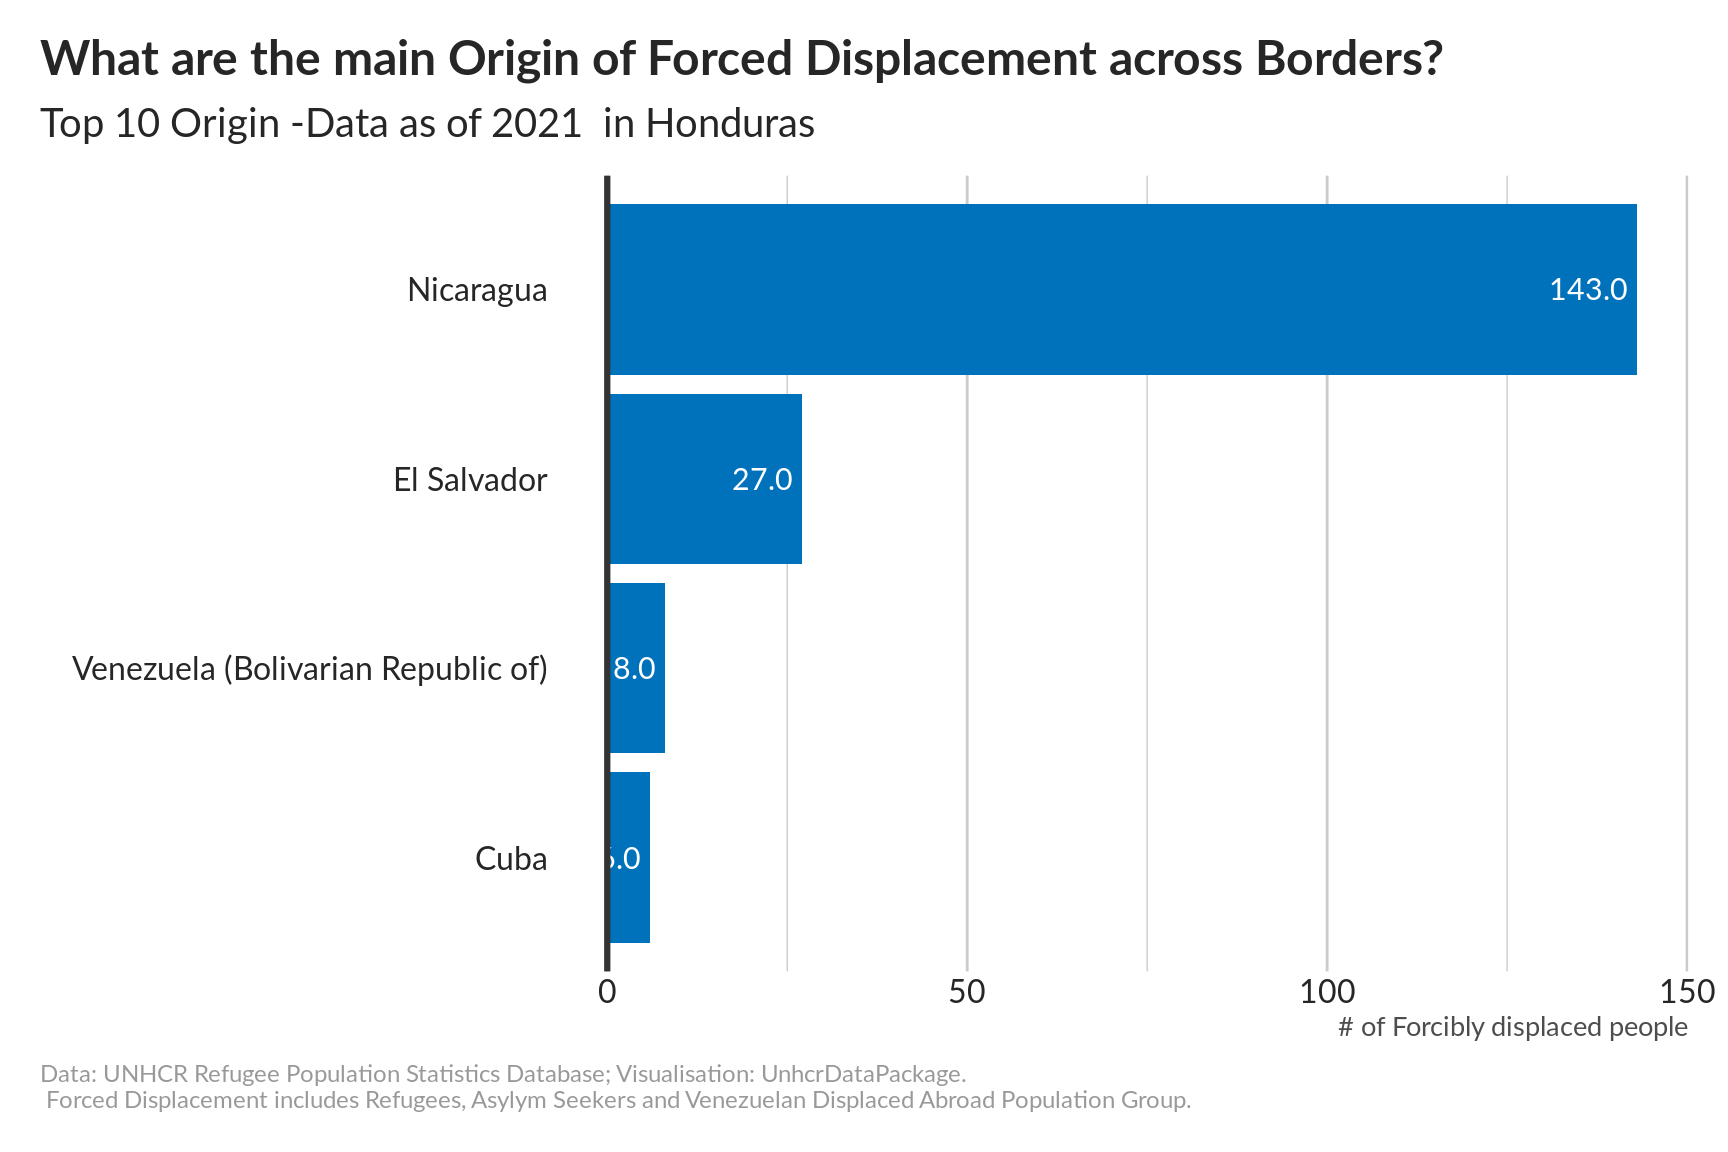 What are the main Origin of Forced Displacement across Borders?
Top 10 Origin -Data as of 2021  in Honduras
Nicaragua
143.0
El Salvador
27.0
Venezuela (Bolivarian Republic of)
8.0
Cuba
0 50 100 150
# of Forcibly displaced people
Data: UNHCR Refugee Population Statistics Database; Visualisation: UnhcrDataPackage.
Forced Displacement includes Refugees, Asylym Seekers and Venezuelan Displaced Abroad Population Group.